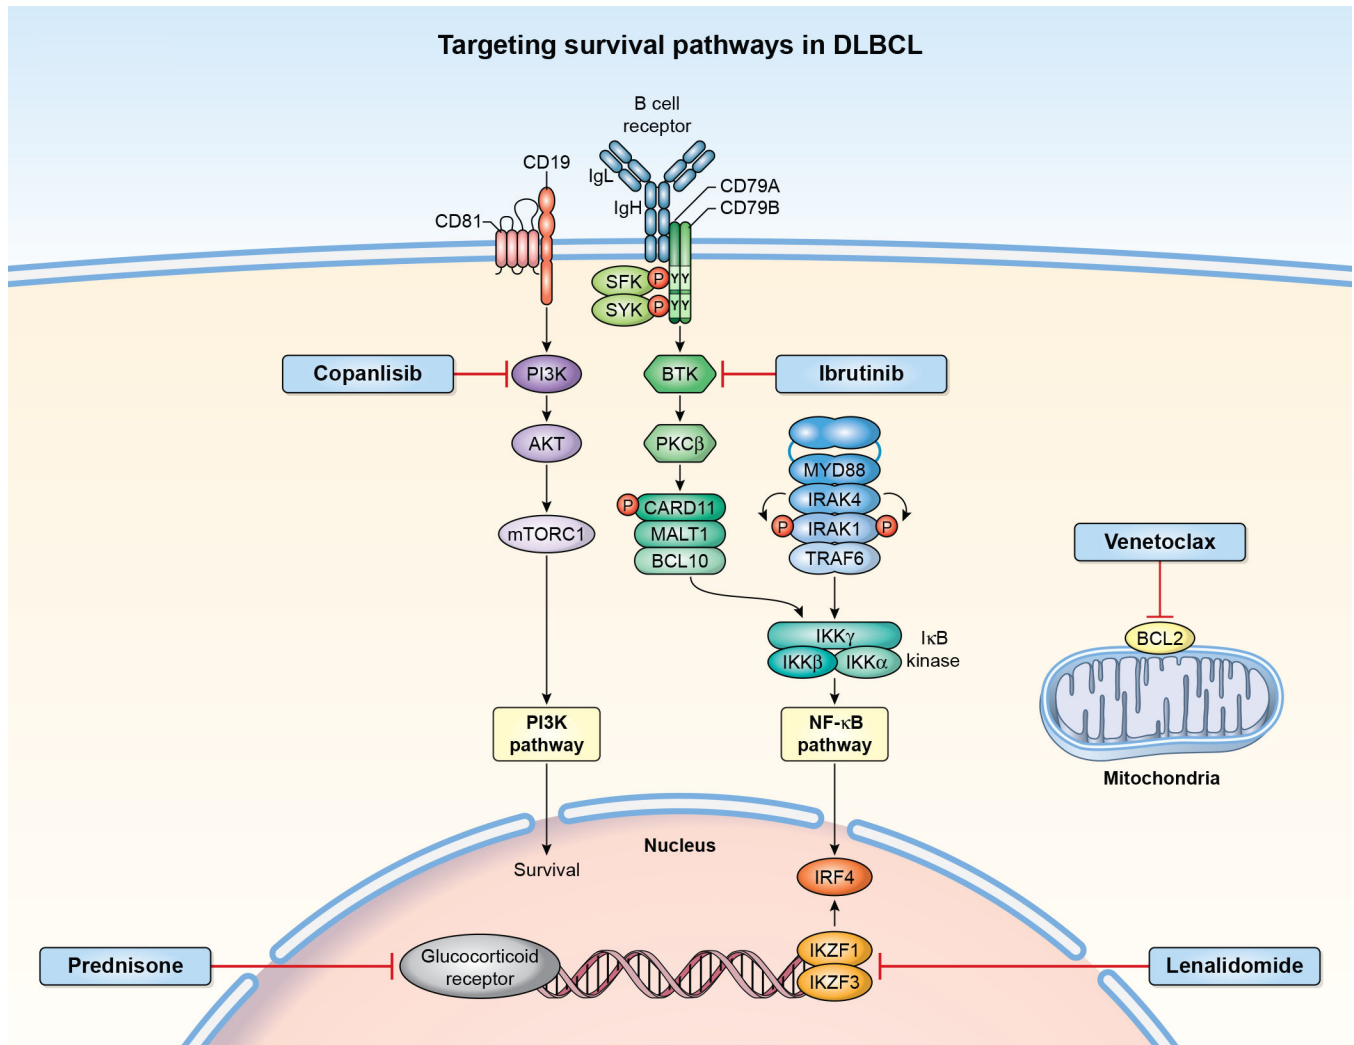 Targeting survival pathways in DLBCL
B cell
receptor
CD19
IgL
CD79A
CD81
IgH
CD79B
SFK
P
YY
SYK
P
YY
Copanlisib
PI3K
BTK
Ibrutinib
AKT
PKCβ
MYD88
IRAK4
P
CARD11
P
IRAK1
P
mTORC1
MALT1
BCL10
TRAF6
Venetoclax
IKKγ
IκB
kinase
IKKβ
IKKα
BCL2
PI3K
pathway
NF-κB
pathway
Mitochondria
Nucleus
Survival
IRF4
Prednisone
Glucocorticoid
receptor
IKZF1
IKZF3
Lenalidomide